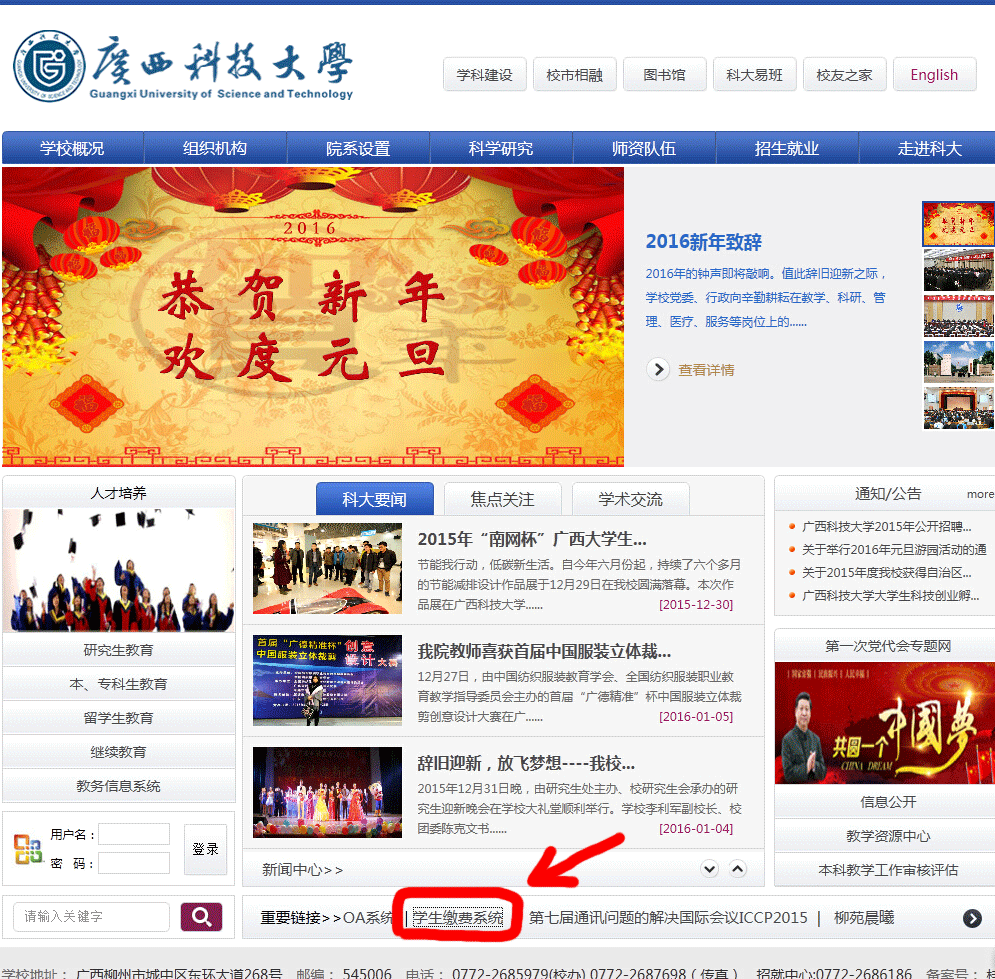 廣西科技大學
Guangxi University of Science and Technology
学科建设 校市相融 图书馆 科大易班 校友之家 English
学校概况 组织机构 院系设置 科学研究 师资队伍 招生就业 走进科大
2016
恭贺新年
欢度元旦
2016新年致辞
2016年的钟声即将敲响。值此辞旧迎新之际，
学校党委、行政向辛勤耕耘在教学、科研、管
理、医疗、服务等岗位上的......
查看详情
人才培养
研究生教育
本、专科生教育
留学生教育
继续教育
教务信息系统
用户名：
密 码：
登录
请输入关键字
科大要闻 焦点关注 学术交流
2015年“南网杯”广西大学生...
节能我行动，低碳新生活。自今年六月份起，持续了六个多月
的节能减排设计作品展于12月29日在我校圆满落幕。本次作
品展在广西科技大学...... [2015-12-30]
首届“广德精准杯”创意
中国服装立体裁剪设计大赛
我院教师喜获首届中国服装立体裁...
12月27日，由中国纺织服装教育学会、全国纺织服装职业教
育教学指导委员会主办的首届“广德精准”杯中国服装立体裁
剪创意设计大赛在广...... [2016-01-05]
辞旧迎新，放飞梦想----我校...
2015年12月31日晚，由研究生处主办、校研究生会承办的研
究生迎新晚会在学校大礼堂顺利举行。学校李利军副校长、校
团委陈克文书...... [2016-01-04]
新闻中心>>
通知/公告 more
广西科技大学2015年公开招聘...
关于举行2016年元旦游园活动的通
关于2015年度我校获得自治区...
广西科技大学大学生科技创业孵...
第一次党代会专题网
共圆一个中國夢
CHINA DREAM
信息公开
教学资源中心
本科教学工作审核评估
重要链接>>OA系统 | 学生缴费系统 第七届通讯问题的解决国际会议ICCP2015 | 柳苑晨曦
学校地址： 广西柳州市城中区东环大道268号 邮编： 545006 电话： 0772-2685979(校办) 0772-2687698 ( 传真 ) 招就中心:0772-2686186 备案号： 桂